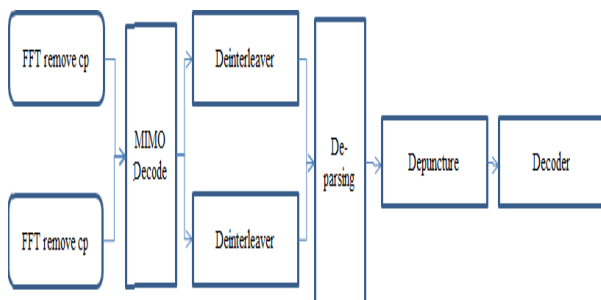 FFT remove cp
FFT remove cp
MIMO
Decode
Deinterleaver
Deinterleaver
De-
parsing
Depuncture
Decoder